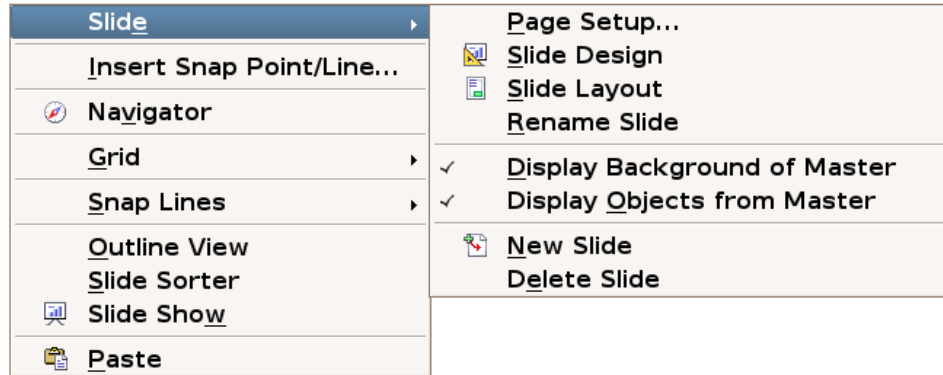 Slide
Insert Snap Point/Line...
Navigator
Grid
Snap Lines
Outline View
Slide Sorter
Slide Show
Paste
Page Setup...
Slide Design
Slide Layout
Rename Slide
Display Background of Master
Display Objects from Master
New Slide
Delete Slide